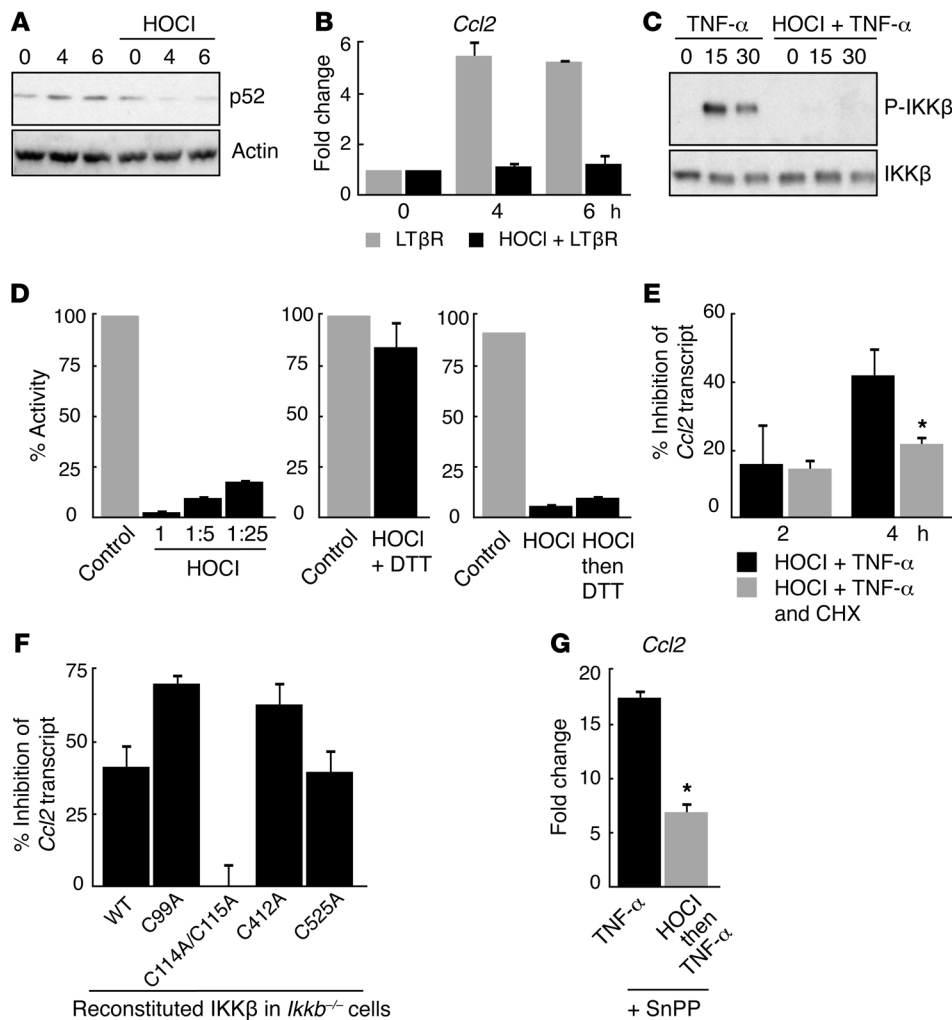 A
HOCl
0 4 6 0 4 6
p52
Actin
B
Ccl2
Fold change
6
4
2
0
0 4 6 h
LTβR HOCl + LTβR
C
TNF-α HOCl + TNF-α
0 15 30 0 15 30
P-IKKβ
IKKβ
D
% Activity
100
75
50
25
0
Control
1 1:5 1:25
HOCl
100
75
50
25
0
Control
HOCl
+ DTT
100
75
50
25
0
Control
HOCl
HOCl
then
DTT
E
% Inhibition of
Ccl2 transcript
60
40
20
0
*
2 4 h
HOCl + TNF-α
HOCl + TNF-α
and CHX
F
% Inhibition of
Ccl2 transcript
75
50
25
0
WT
C99A
C114A/C115A
C412A
C525A
Reconstituted IKKβ in Ikkb–/– cells
G
Ccl2
Fold change
20
15
10
5
0
*
TNF-α
HOCl
then
TNF-α
+ SnPP